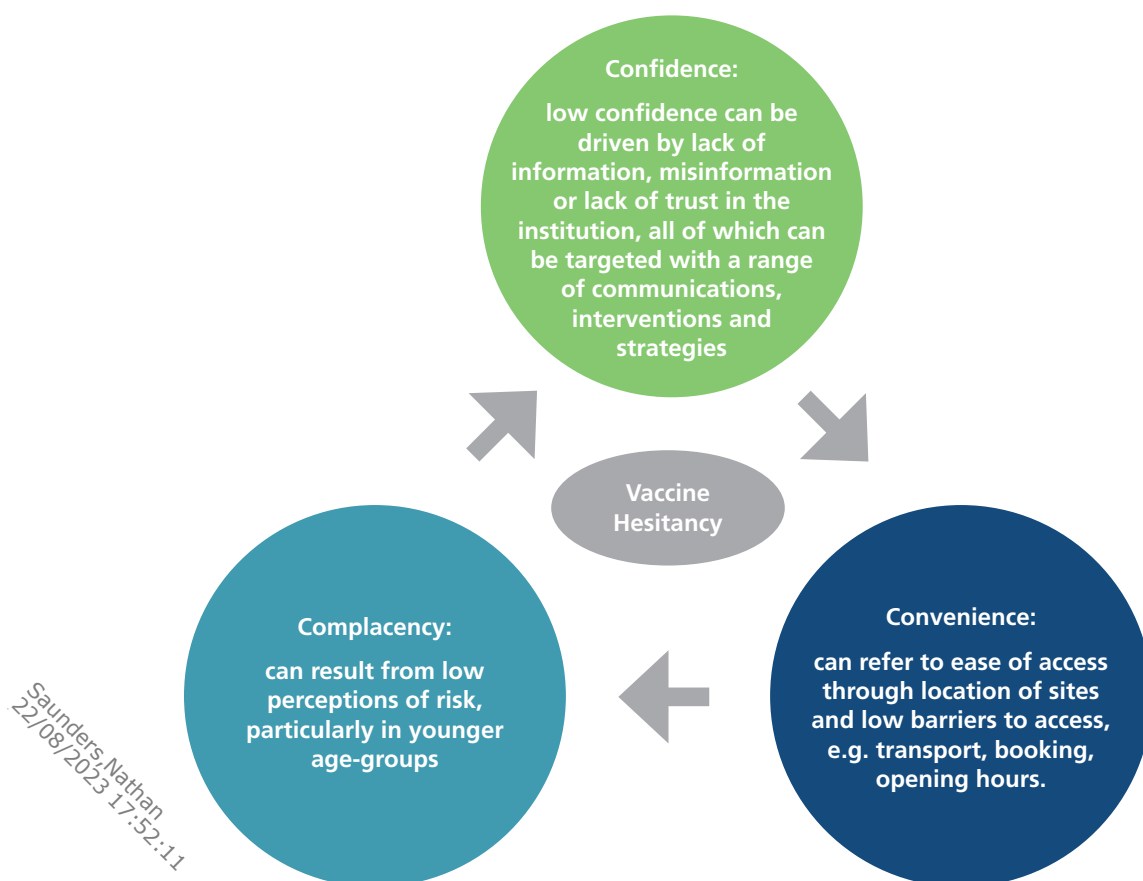 Confidence:
low confidence can be
driven by lack of
information, misinformation
or lack of trust in the
institution, all of which can
be targeted with a range
of communications,
interventions and
strategies
Vaccine
Hesitancy
Complacency:
can result from low
perceptions of risk,
particularly in younger
age-groups
Convenience:
can refer to ease of access
through location of sites
and low barriers to access,
e.g. transport, booking,
opening hours.
Saunders,Nathan
22/08/2023 17:52:11